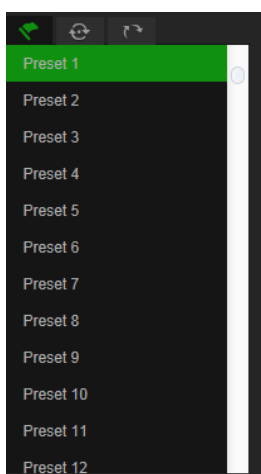 Preset 1
Preset 2
Preset 3
Preset 4
Preset 5
Preset 6
Preset 7
Preset 8
Preset 9
Preset 10
Preset 11
Preset 12